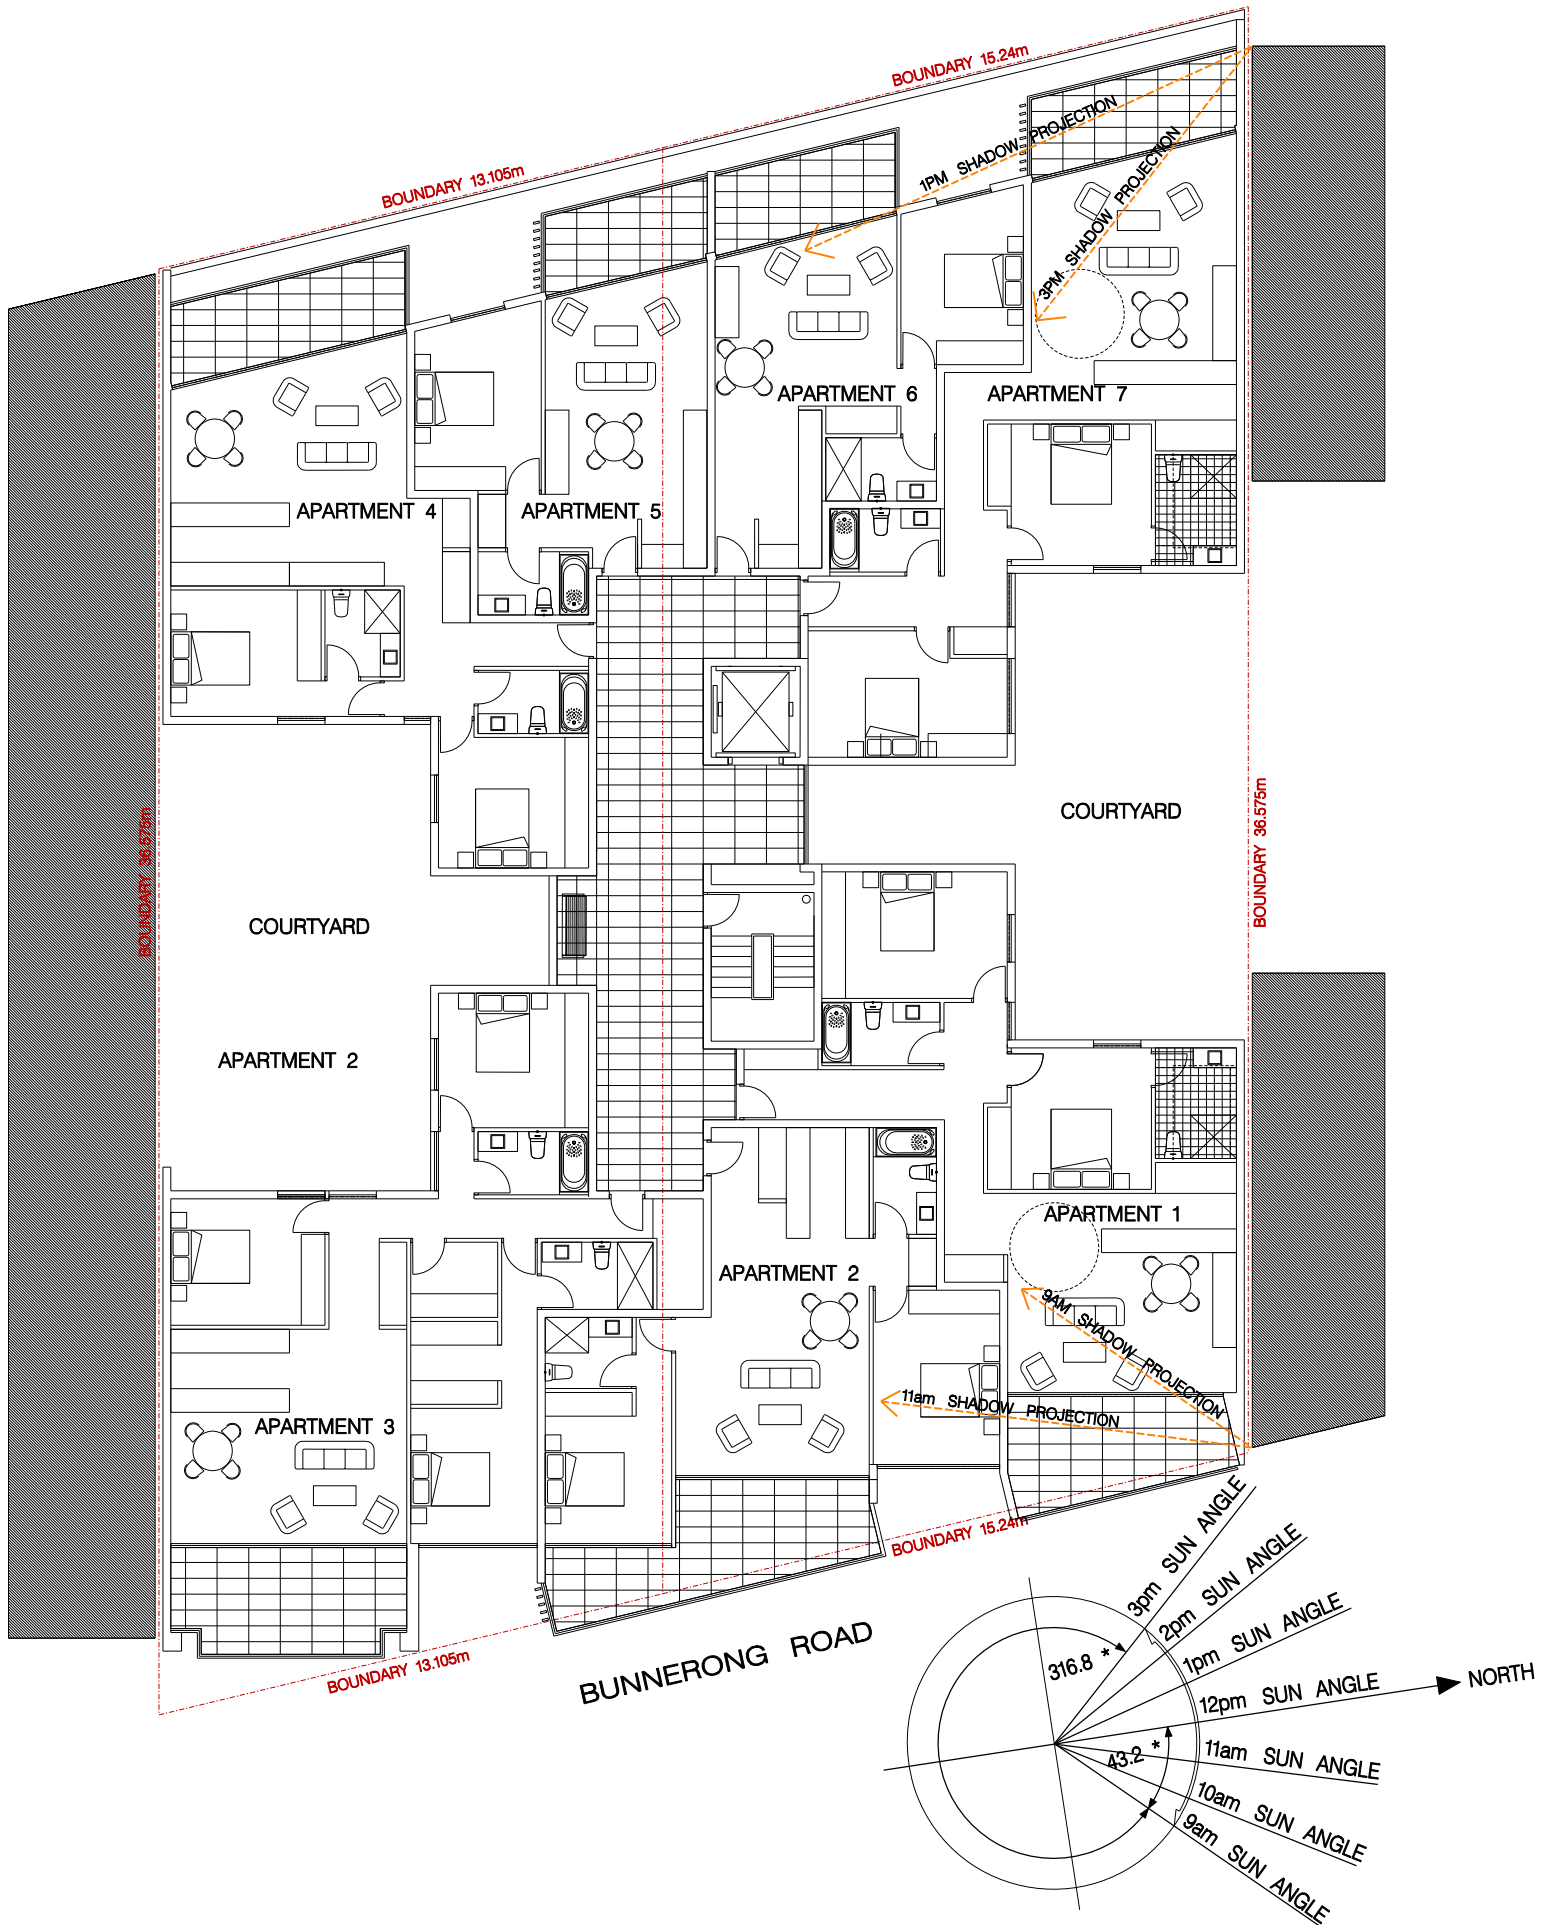 BOUNDARY 15.24m
1PM SHADOW PROJECTION
BOUNDARY 13.105m
3PM SHADOW PROJECTION
APARTMENT 6
APARTMENT 7
APARTMENT 4
APARTMENT 5
COURTYARD
BOUNDARY 36.575m
BOUNDARY 36.575m
COURTYARD
APARTMENT 2
APARTMENT 1
APARTMENT 2
9AM SHADOW PROJECTION
11am SHADOW PROJECTION
APARTMENT 3
BOUNDARY 15.24m
3pm SUN ANGLE
2pm SUN ANGLE
1pm SUN ANGLE
BUNNERONG ROAD
BOUNDARY 13.105m
316.8 *
12pm SUN ANGLE
NORTH
43.2 *
11am SUN ANGLE
10am SUN ANGLE
9am SUN ANGLE